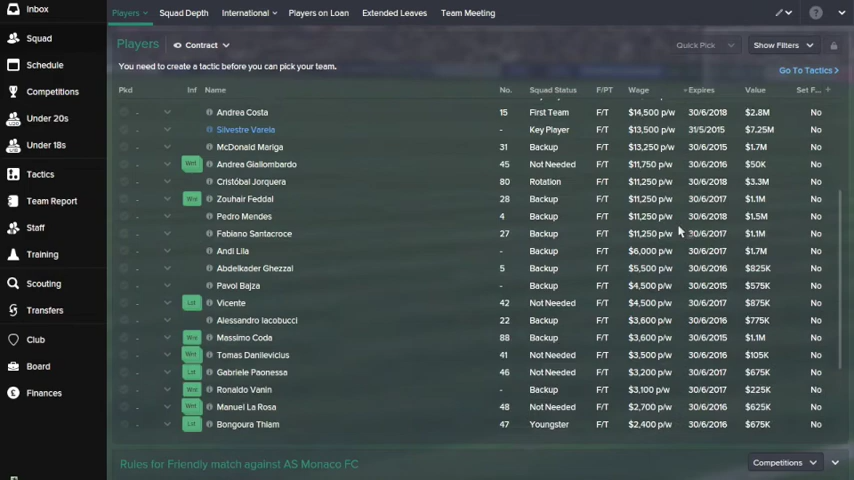 Inbox
Squad
Schedule
Competitions
Under 20s
Under 18s
Tactics
Team Report
Staff
Training
Scouting
Transfers
Club
Board
Finances
Players Squad Depth International Players on Loan Extended Leaves Team Meeting
Players Contract Quick Pick Show Filters
You need to create a tactic before you can pick your team. Go To Tactics
Pkd Inf Name No. Squad Status F/PT Wage Expires Value Set F...
- Andrea Costa 15 First Team F/T $14,500 p/w 30/6/2018 $2.8M No
- Silvestre Varela - Key Player F/T $13,500 p/w 31/5/2015 $7.25M No
- McDonald Mariga 31 Backup F/T $13,250 p/w 30/6/2015 $1.7M No
- Wnt Andrea Giallombardo 45 Not Needed F/T $11,750 p/w 30/6/2016 $50K No
- Cristóbal Jorquera 80 Rotation F/T $11,250 p/w 30/6/2018 $3.3M No
- Wnt Zouhair Feddal 28 Backup F/T $11,250 p/w 30/6/2017 $1.1M No
- Pedro Mendes 4 Backup F/T $11,250 p/w 30/6/2018 $1.5M No
- Fabiano Santacroce 27 Backup F/T $11,250 p/w 30/6/2017 $1.1M No
- Andi Lila - Backup F/T $6,000 p/w 30/6/2017 $1.7M No
- Abdelkader Ghezzal 5 Backup F/T $5,500 p/w 30/6/2016 $825K No
- Pavol Bajza - Backup F/T $4,500 p/w 30/6/2015 $575K No
- Lst Vicente 42 Not Needed F/T $4,500 p/w 30/6/2017 $875K No
- Alessandro Iacobucci 22 Backup F/T $3,600 p/w 30/6/2016 $775K No
- Wnt Massimo Coda 88 Backup F/T $3,600 p/w 30/6/2015 $1.1M No
- Wnt Tomas Danilevicius 41 Not Needed F/T $3,500 p/w 30/6/2016 $105K No
- Lst Gabriele Paonessa 46 Not Needed F/T $3,200 p/w 30/6/2017 $675K No
- Wnt Ronaldo Vanin - Backup F/T $3,100 p/w 30/6/2017 $225K No
- Wnt Manuel La Rosa 48 Not Needed F/T $2,700 p/w 30/6/2016 $625K No
- Lst Bongoura Thiam 47 Youngster F/T $2,400 p/w 30/6/2016 $675K No
Rules for Friendly match against AS Monaco FC Competitions